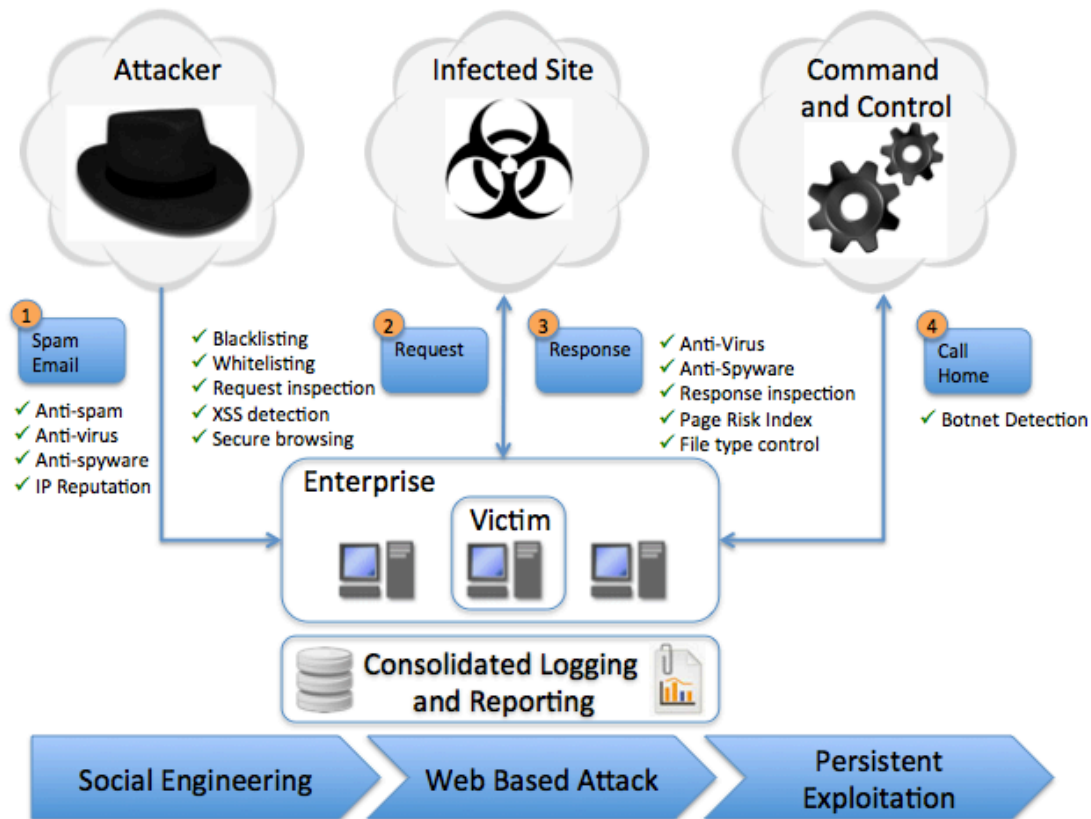 Attacker
Infected Site
Command
and Control
1
Spam
Email
Anti-spam
Anti-virus
Anti-spyware
IP Reputation
Blacklisting
Whitelisting
Request inspection
XSS detection
Secure browsing
2
Request
3
Response
Anti-Virus
Anti-Spyware
Response inspection
Page Risk Index
File type control
4
Call
Home
Botnet Detection
Enterprise
Victim
Consolidated Logging
and Reporting
Social Engineering
Web Based Attack
Persistent
Exploitation